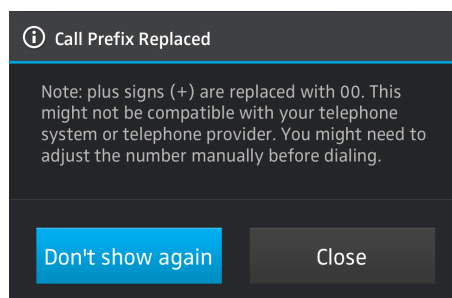 Call Prefix Replaced
Note: plus signs (+) are replaced with 00. This
might not be compatible with your telephone
system or telephone provider. You might need to
adjust the number manually before dialing.
Don't show again
Close